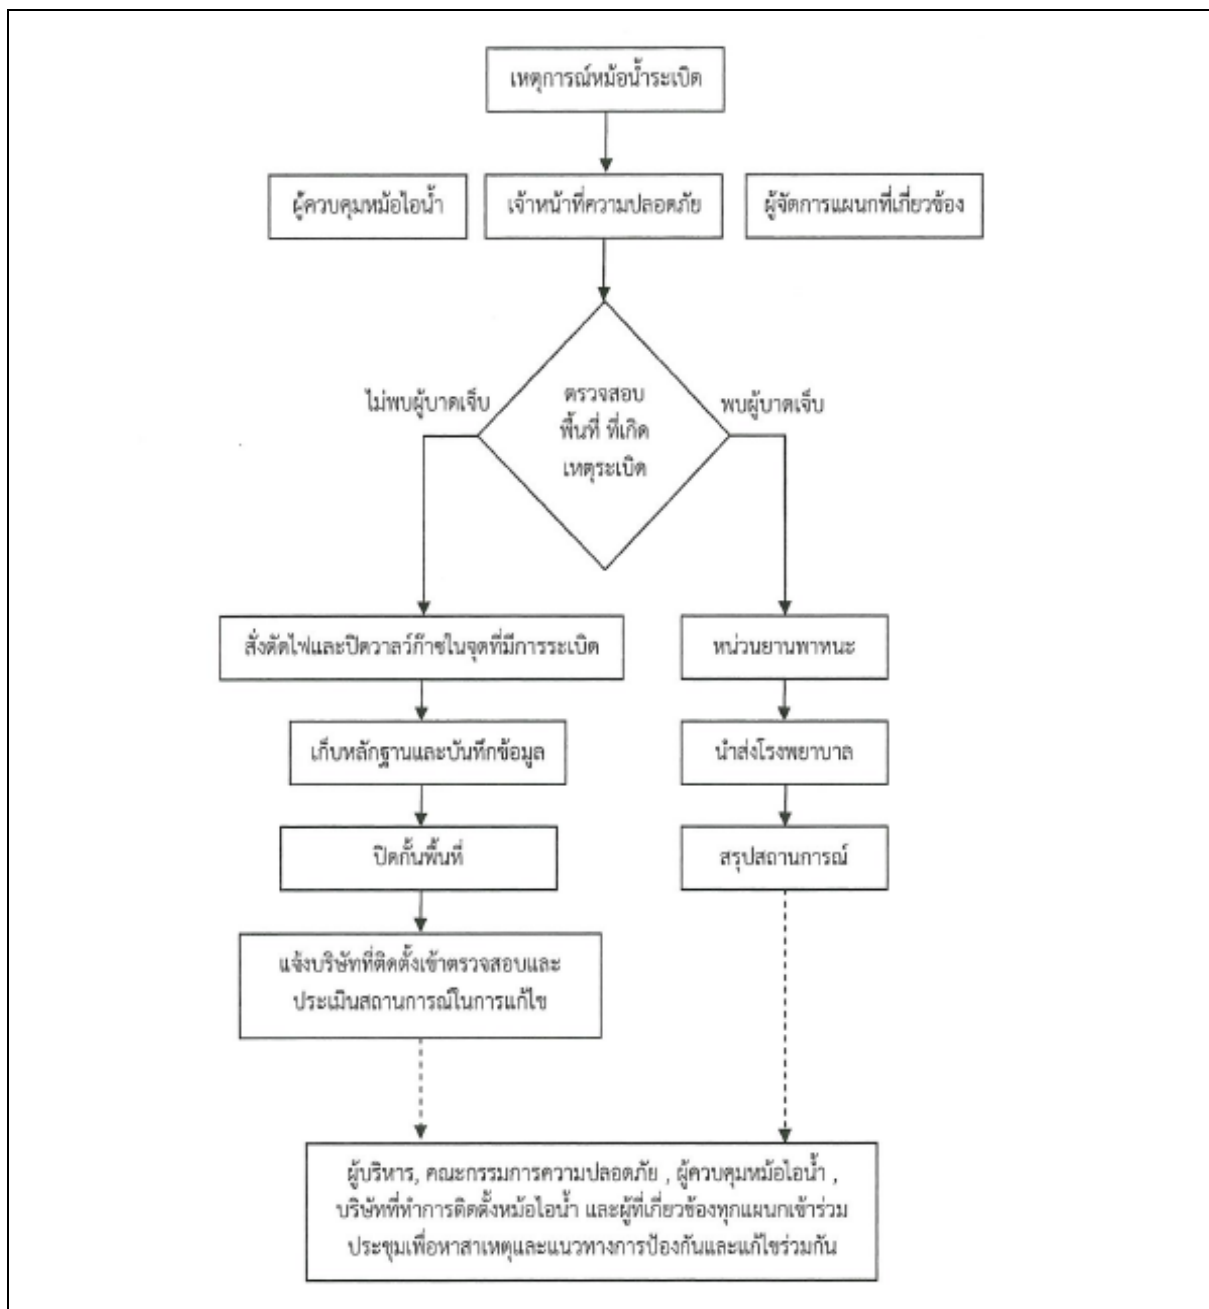 เหตุการณ์หม้อน้ำระเบิด
ผู้ควบคุมหม้อไอน้ำ
เจ้าหน้าที่ความปลอดภัย
ผู้จัดการแผนกที่เกี่ยวข้อง
ไม่พบผู้บาดเจ็บ
ตรวจสอบ
พื้นที่ ที่เกิด
เหตุระเบิด
พบผู้บาดเจ็บ
สั่งตัดไฟและปิดวาลว์ก๊าซในจุดที่มีการระเบิด
หน่วนยานพาหนะ
เก็บหลักฐานและบันทึกข้อมูล
นำส่งโรงพยาบาล
ปิดกั้นพื้นที่
สรุปสถานการณ์
แจ้งบริษัทที่ติดตั้งเข้าตรวจสอบและ
ประเมินสถานการณ์ในการแก้ไข
ผู้บริหาร, คณะกรรมการความปลอดภัย , ผู้ควบคุมหม้อไอน้ำ ,
บริษัทที่ทำการติดตั้งหม้อไอน้ำ และผู้ที่เกี่ยวข้องทุกแผนกเข้าร่วม
ประชุมเพื่อหาสาเหตุและแนวทางการป้องกันและแก้ไขร่วมกัน